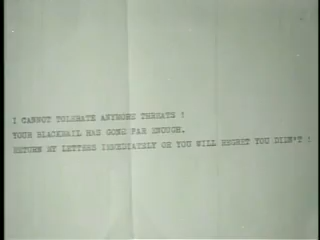 I CANNOT TOLERATE ANYMORE THREATS !
YOUR BLACKMAIL HAS GONE FAR ENOUGH.
RETURN MY LETTERS IMMEDIATELY OR YOU WILL REGRET YOU DIDN'T !